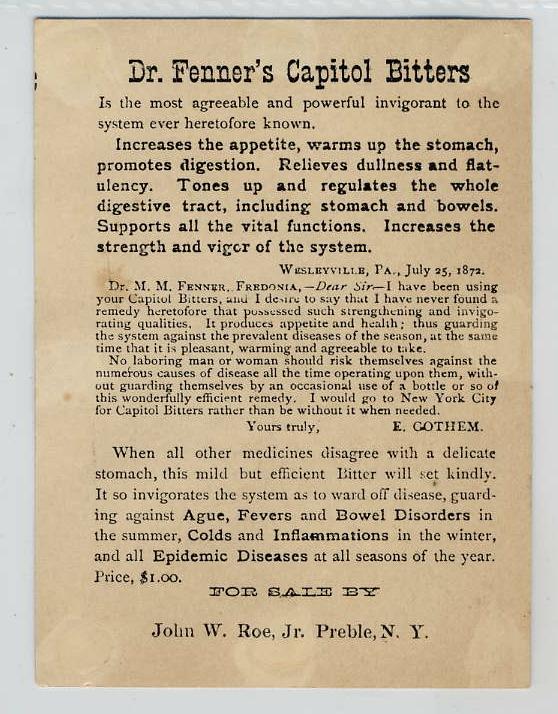 Dr. Fenner's Capitol Bitters
Is the most agreeable and powerful invigorant to the
system ever heretofore known.
Increases the appetite, warms up the stomach,
promotes digestion. Relieves dullness and flat-
ulency. Tones up and regulates the whole
digestive tract, including stomach and bowels.
Supports all the vital functions. Increases the
strength and vigor of the system.
WESLEYVILLE, PA., July 25, 1872.
DR. M. M. FENNER, FREDONIA,—Dear Sir—I have been using
your Capitol Bitters, and I desire to say that I have never found a
remedy heretofore that possessed such strengthening and invigo-
rating qualities. It produces appetite and health; thus guarding
the system against the prevalent diseases of the season, at the same
time that it is pleasant, warming and agreeable to take.
No laboring man or woman should risk themselves against the
numerous causes of disease all the time operating upon them, with-
out guarding themselves by an occasional use of a bottle or so of
this wonderfully efficient remedy. I would go to New York City
for Capitol Bitters rather than be without it when needed.
Yours truly, E. GOTHEM.
When all other medicines disagree with a delicate
stomach, this mild but efficient Bitter will set kindly.
It so invigorates the system as to ward off disease, guard-
ing against Ague, Fevers and Bowel Disorders in
the summer, Colds and Inflammations in the winter,
and all Epidemic Diseases at all seasons of the year.
Price, $1.00.
FOR SALE BY
John W. Roe, Jr. Preble, N. Y.